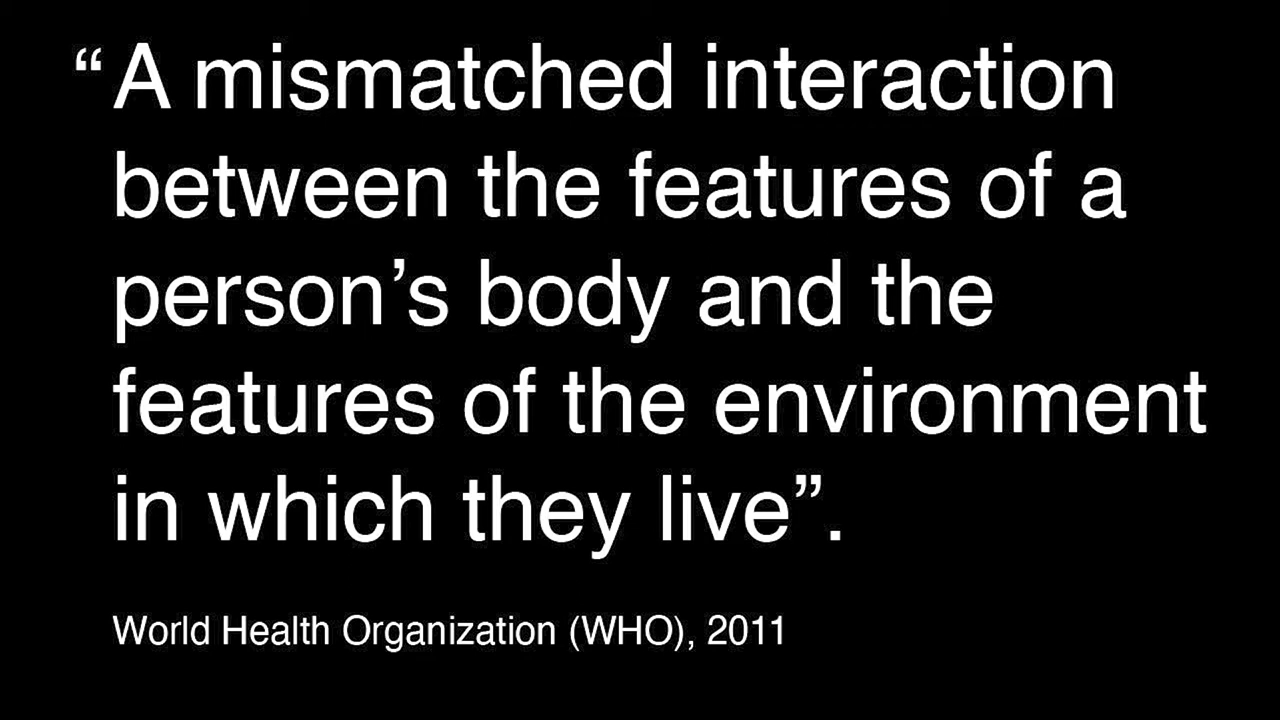 “A mismatched interaction
between the features of a
person’s body and the
features of the environment
in which they live”.
World Health Organization (WHO), 2011